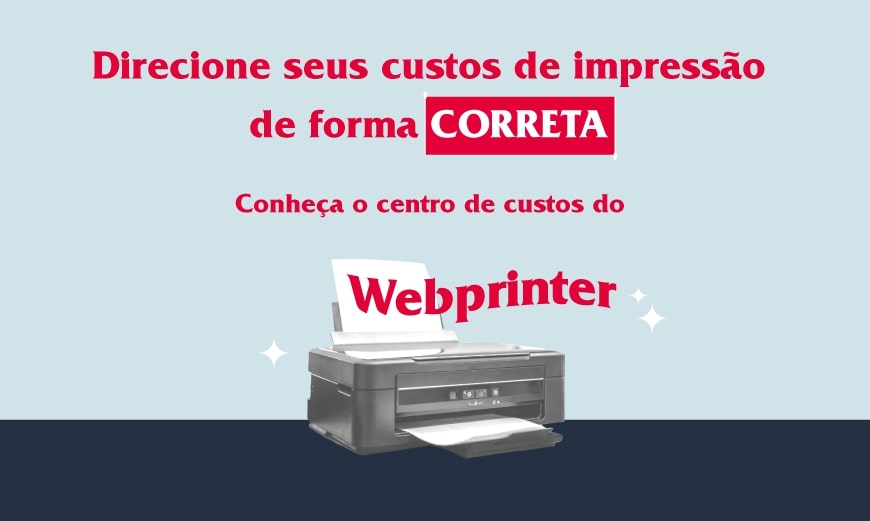 Direcione seus custos de impressão
de forma CORRETA
Conheça o centro de custos do
Webprinter